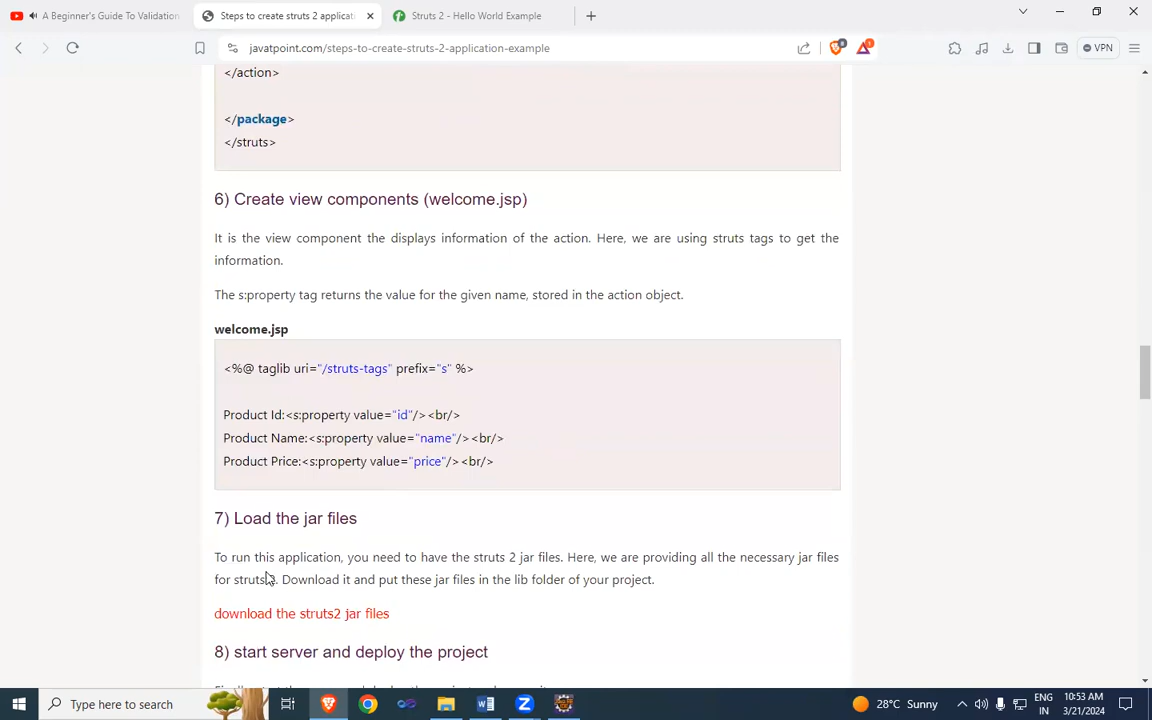 A Beginner's Guide To Validation
Steps to create struts 2 applicati
Struts 2 - Hello World Example
javatpoint.com/steps-to-create-struts-2-application-example
8
1
VPN
</action>
</package>
</struts>
6) Create view components (welcome.jsp)
It is the view component the displays information of the action. Here, we are using struts tags to get the
information.
The s:property tag returns the value for the given name, stored in the action object.
welcome.jsp
<%@ taglib uri="/struts-tags" prefix="s" %>
Product Id:<s:property value="id"/><br/>
Product Name:<s:property value="name"/><br/>
Product Price:<s:property value="price"/><br/>
7) Load the jar files
To run this application, you need to have the struts 2 jar files. Here, we are providing all the necessary jar files
for struts2. Download it and put these jar files in the lib folder of your project.
download the struts2 jar files
8) start server and deploy the project
Type here to search
28°C Sunny
ENG
IN
10:53 AM
3/21/2024